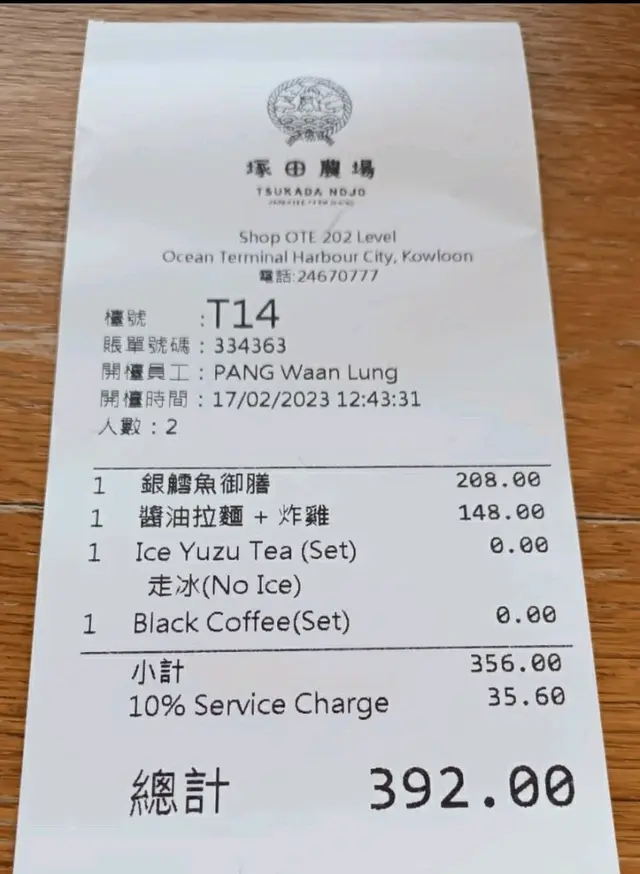 塚田農場
TSUKADA NOJO
Shop OTE 202 Level
Ocean Terminal Harbour City, Kowloon
電話:24670777
檯號 :T14
賬單號碼 : 334363
開檯員工 : PANG Waan Lung
開檯時間 : 17/02/2023 12:43:31
人數 : 2
1 銀鱈魚御膳 208.00
1 醬油拉麵 + 炸雞 148.00
1 Ice Yuzu Tea (Set) 0.00
走冰(No Ice)
1 Black Coffee(Set) 0.00
小計 356.00
10% Service Charge 35.60
總計 392.00